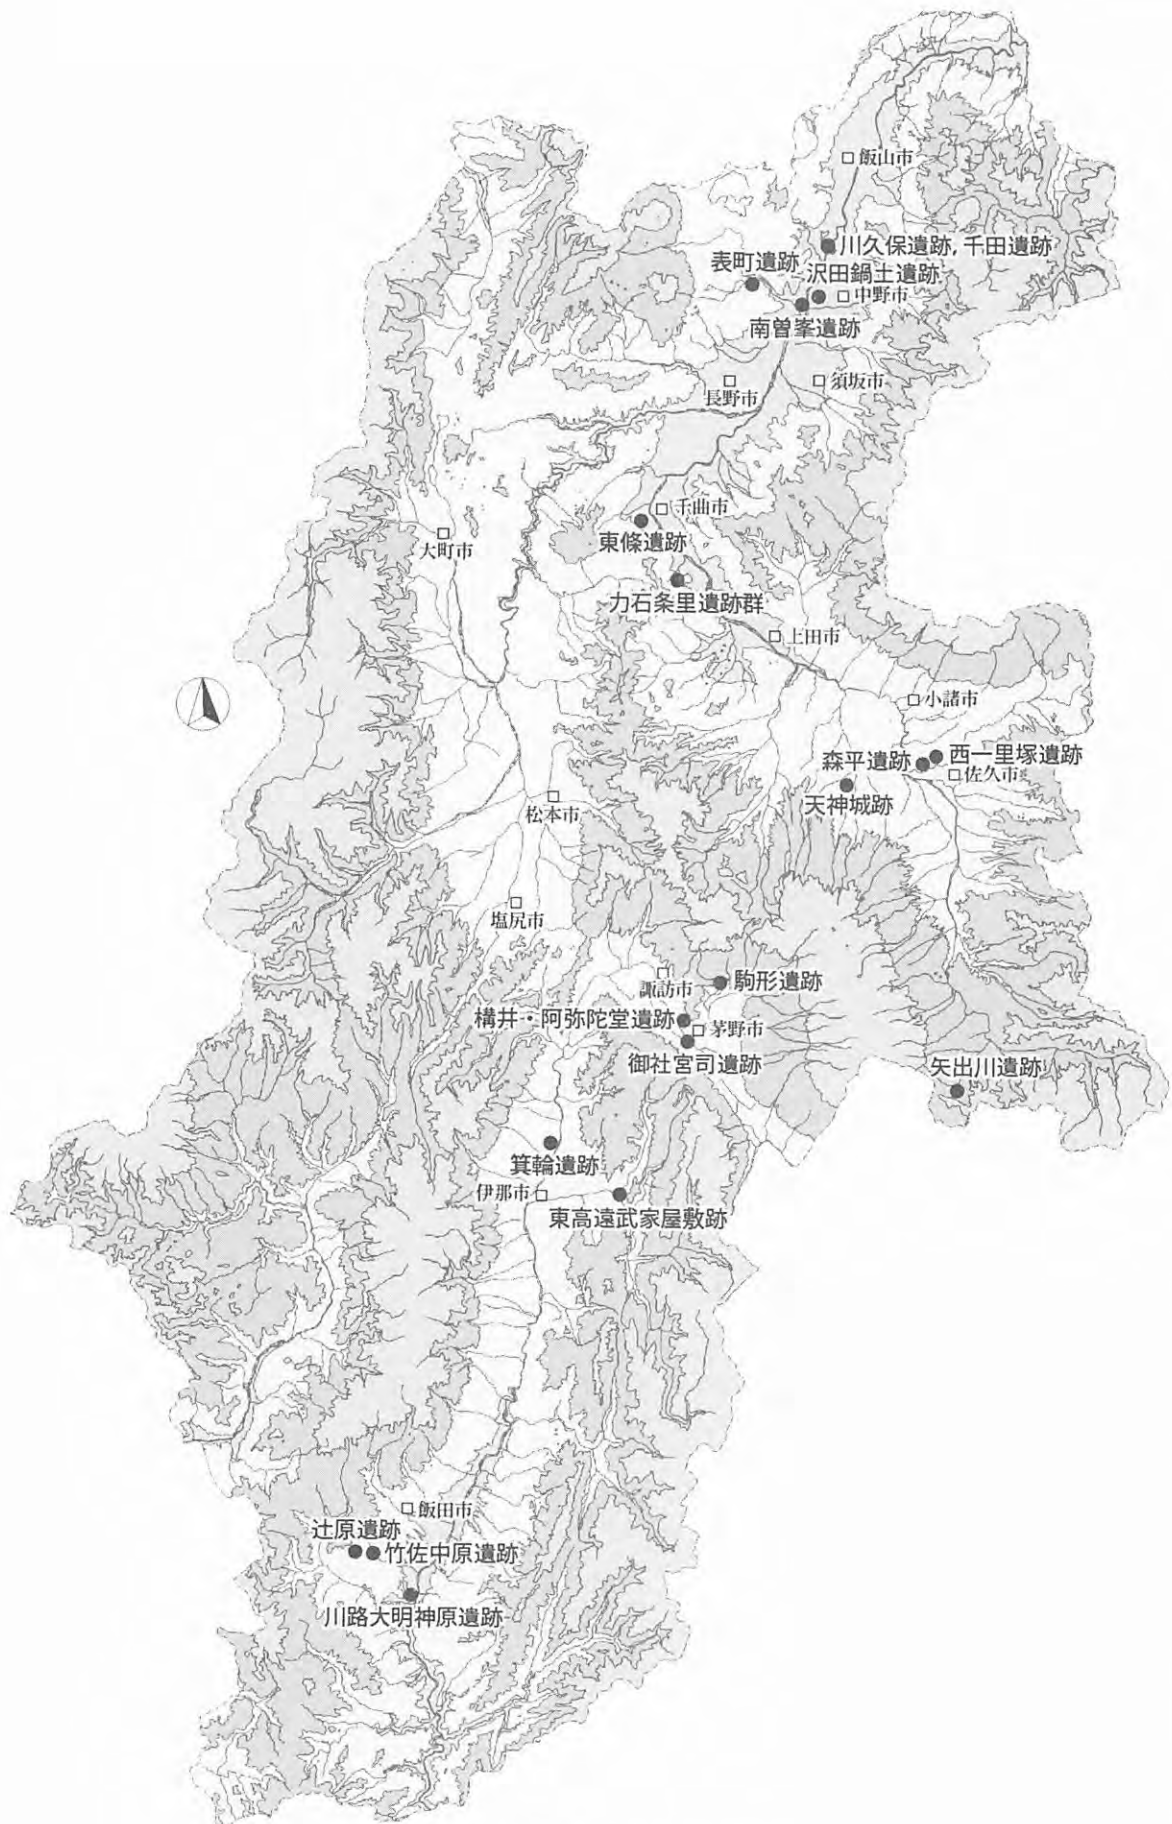 飯山市
川久保遺跡, 千田遺跡
表町遺跡
沢田鍋土遺跡
中野市
南曽峯遺跡
長野市
須坂市
千曲市
東條遺跡
大町市
力石条里遺跡群
上田市
小諸市
森平遺跡
西一里塚遺跡
佐久市
天神城跡
松本市
塩尻市
諏訪市
駒形遺跡
構井・阿弥陀堂遺跡
茅野市
御社宮司遺跡
矢出川遺跡
箕輪遺跡
伊那市
東高遠武家屋敷跡
飯田市
辻原遺跡
竹佐中原遺跡
川路大明神原遺跡